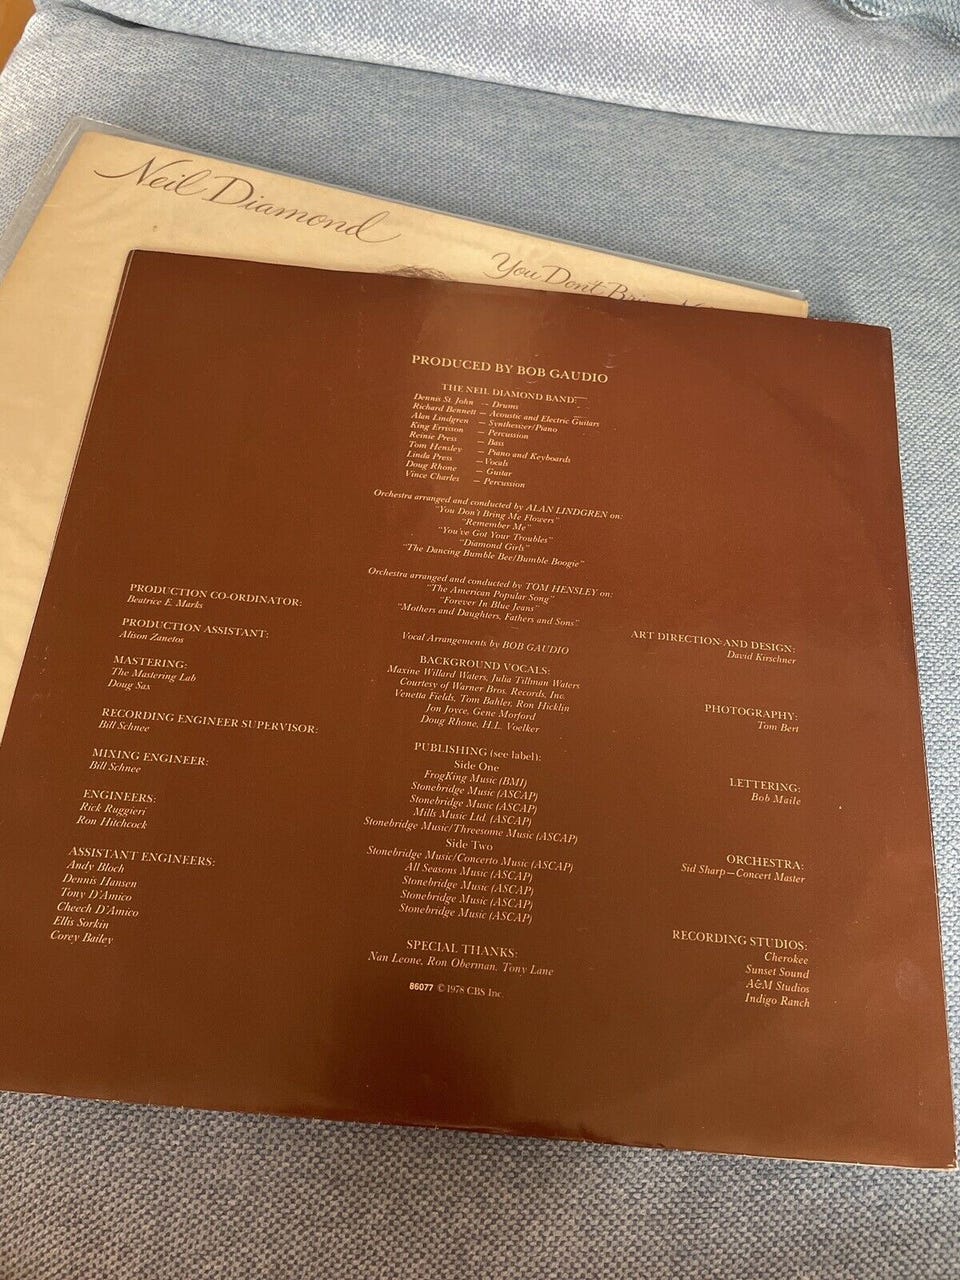 Neil Diamond
You Don't
PRODUCED BY BOB GAUDIO
THE NEIL DIAMOND BAND:
Dennis St. John — Drums
Richard Bennett — Acoustic and Electric Guitars
Alan Lindgren — Synthesizer/Piano
King Errisson — Percussion
Reinie Press — Bass
Tom Hensley — Piano and Keyboards
Linda Press — Vocals
Doug Rhone — Guitar
Vince Charles — Percussion
Orchestra arranged and conducted by ALAN LINDGREN on:
"You Don't Bring Me Flowers"
"Remember Me"
"You've Got Your Troubles"
"Diamond Girls"
"The Dancing Bumble Bee/Bumble Boogie"
Orchestra arranged and conducted by TOM HENSLEY on:
"The American Popular Song"
"Forever In Blue Jeans"
"Mothers and Daughters, Fathers and Sons"
Vocal Arrangements by BOB GAUDIO
BACKGROUND VOCALS:
Maxine Willard Waters, Julia Tillman Waters
Courtesy of Warner Bros. Records, Inc.
Venetta Fields, Tom Bahler, Ron Hicklin
Jon Joyce, Gene Morford
Doug Rhone, H.L. Voelker
PUBLISHING (see label):
Side One
FrogKing Music (BMI)
Stonebridge Music (ASCAP)
Stonebridge Music (ASCAP)
Mills Music Ltd. (ASCAP)
Stonebridge Music/Threesome Music (ASCAP)
Side Two
Stonebridge Music/Concerto Music (ASCAP)
All Seasons Music (ASCAP)
Stonebridge Music (ASCAP)
Stonebridge Music (ASCAP)
Stonebridge Music (ASCAP)
SPECIAL THANKS:
Nan Leone, Ron Oberman, Tony Lane
86077 © 1978 CBS Inc.
PRODUCTION CO-ORDINATOR:
Beatrice E. Marks
PRODUCTION ASSISTANT:
Alison Zanetos
MASTERING:
The Mastering Lab
Doug Sax
RECORDING ENGINEER SUPERVISOR:
Bill Schnee
MIXING ENGINEER:
Bill Schnee
ENGINEERS:
Rick Ruggieri
Ron Hitchcock
ASSISTANT ENGINEERS:
Andy Bloch
Dennis Hansen
Tony D'Amico
Cheech D'Amico
Ellis Sorkin
Corey Bailey
ART DIRECTION AND DESIGN:
David Kirschner
PHOTOGRAPHY:
Tom Bert
LETTERING:
Bob Maile
ORCHESTRA:
Sid Sharp — Concert Master
RECORDING STUDIOS:
Cherokee
Sunset Sound
A&M Studios
Indigo Ranch